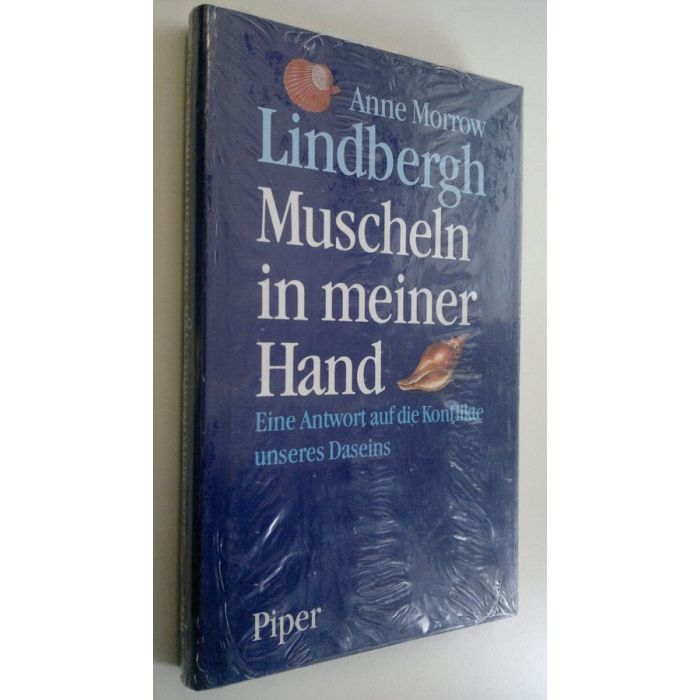 Anne Morrow
Lindbergh
Muscheln
in meiner
Hand
Eine Antwort auf die Konflikte
unseres Daseins
Piper